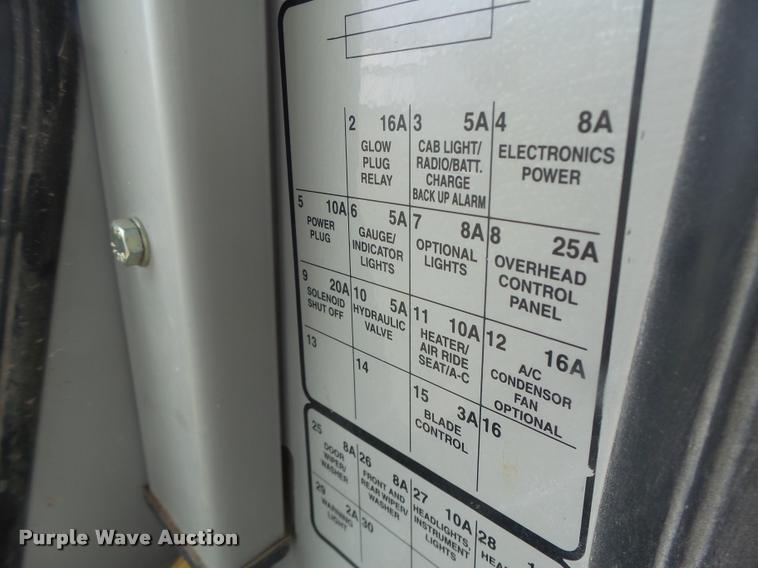 2 16A
GLOW
PLUG
RELAY
3 5A
CAB LIGHT/
RADIO/BATT.
CHARGE
BACK UP ALARM
4 8A
ELECTRONICS
POWER
5 10A
POWER
PLUG
6 5A
GAUGE/
INDICATOR
LIGHTS
7 8A
OPTIONAL
LIGHTS
8 25A
OVERHEAD
CONTROL
PANEL
9 20A
SOLENOID
SHUT OFF
10 5A
HYDRAULIC
VALVE
11 10A
HEATER/
AIR RIDE
SEAT/A-C
12 16A
A/C
CONDENSOR
FAN
OPTIONAL
13
14
15 3A
BLADE
CONTROL
16
25 8A
DOOR
WIPER/
WASHER
26 8A
FRONT AND
REAR WIPER/
WASHER
27 10A
HEADLIGHTS,
INSTRUMENT
LIGHTS
28
29 2A
WARNING
LIGHT
30
Purple Wave Auction